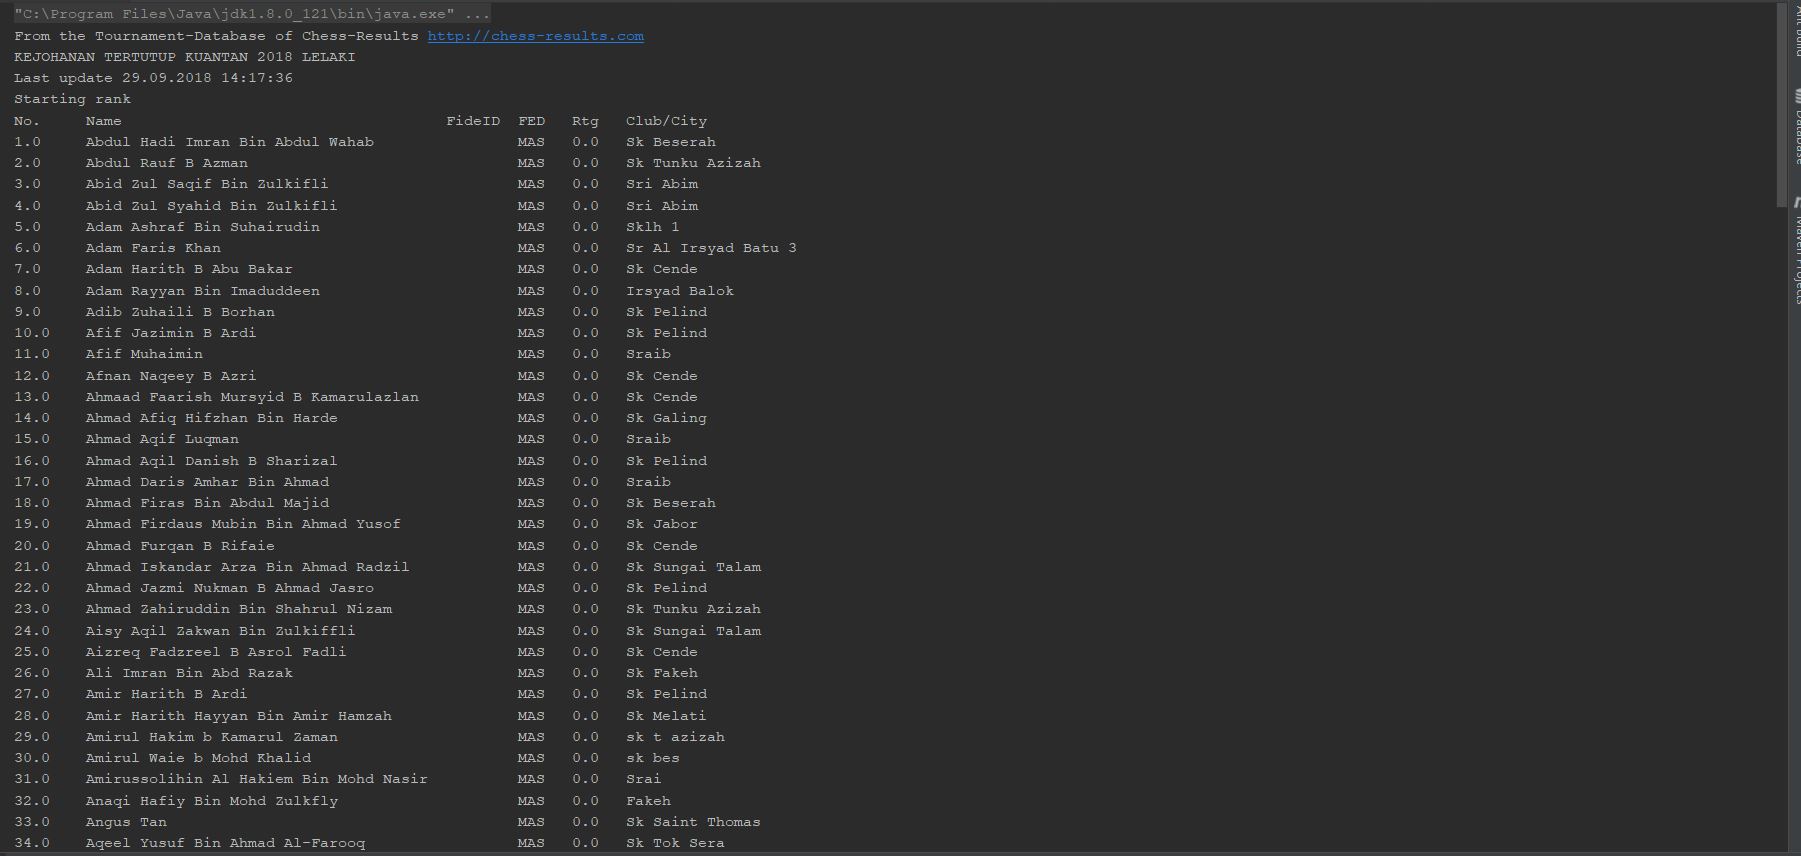 "C:\Program Files\Java\jdk1.8.0_121\bin\java.exe" ...
From the Tournament-Database of Chess-Results http://chess-results.com
KEJOHANAN TERTUTUP KUANTAN 2018 LELAKI
Last update 29.09.2018 14:17:36
Starting rank
No. Name FideID FED Rtg Club/City
1.0 Abdul Hadi Imran Bin Abdul Wahab MAS 0.0 Sk Beserah
2.0 Abdul Rauf B Azman MAS 0.0 Sk Tunku Azizah
3.0 Abid Zul Saqif Bin Zulkifli MAS 0.0 Sri Abim
4.0 Abid Zul Syahid Bin Zulkifli MAS 0.0 Sri Abim
5.0 Adam Ashraf Bin Suhairudin MAS 0.0 Sklh 1
6.0 Adam Faris Khan MAS 0.0 Sr Al Irsyad Batu 3
7.0 Adam Harith B Abu Bakar MAS 0.0 Sk Cende
8.0 Adam Rayyan Bin Imaduddeen MAS 0.0 Irsyad Balok
9.0 Adib Zuhaili B Borhan MAS 0.0 Sk Pelind
10.0 Afif Jazimin B Ardi MAS 0.0 Sk Pelind
11.0 Afif Muhaimin MAS 0.0 Sraib
12.0 Afnan Naqeey B Azri MAS 0.0 Sk Cende
13.0 Ahmaad Faarish Mursyid B Kamarulazlan MAS 0.0 Sk Cende
14.0 Ahmad Afiq Hifzhan Bin Harde MAS 0.0 Sk Galing
15.0 Ahmad Aqif Luqman MAS 0.0 Sraib
16.0 Ahmad Aqil Danish B Sharizal MAS 0.0 Sk Pelind
17.0 Ahmad Daris Amhar Bin Ahmad MAS 0.0 Sraib
18.0 Ahmad Firas Bin Abdul Majid MAS 0.0 Sk Beserah
19.0 Ahmad Firdaus Mubin Bin Ahmad Yusof MAS 0.0 Sk Jabor
20.0 Ahmad Furqan B Rifaie MAS 0.0 Sk Cende
21.0 Ahmad Iskandar Arza Bin Ahmad Radzil MAS 0.0 Sk Sungai Talam
22.0 Ahmad Jazmi Nukman B Ahmad Jasro MAS 0.0 Sk Pelind
23.0 Ahmad Zahiruddin Bin Shahrul Nizam MAS 0.0 Sk Tunku Azizah
24.0 Aisy Aqil Zakwan Bin Zulkiffli MAS 0.0 Sk Sungai Talam
25.0 Aizreq Fadzreel B Asrol Fadli MAS 0.0 Sk Cende
26.0 Ali Imran Bin Abd Razak MAS 0.0 Sk Fakeh
27.0 Amir Harith B Ardi MAS 0.0 Sk Pelind
28.0 Amir Harith Hayyan Bin Amir Hamzah MAS 0.0 Sk Melati
29.0 Amirul Hakim b Kamarul Zaman MAS 0.0 sk t azizah
30.0 Amirul Waie b Mohd Khalid MAS 0.0 sk bes
31.0 Amirussolihin Al Hakiem Bin Mohd Nasir MAS 0.0 Srai
32.0 Anaqi Hafiy Bin Mohd Zulkfly MAS 0.0 Fakeh
33.0 Angus Tan MAS 0.0 Sk Saint Thomas
34.0 Aqeel Yusuf Bin Ahmad Al-Farooq MAS 0.0 Sk Tok Sera
Database
Maven Projects